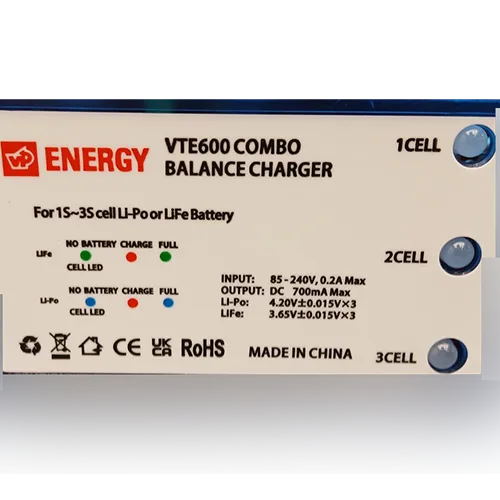 VP ENERGY
VTE600 COMBO
BALANCE CHARGER
1CELL
For 1S~3S cell Li-Po or LiFe Battery
NO BATTERY CHARGE FULL
LiFe
CELL LED
2CELL
NO BATTERY CHARGE FULL
Li-Po
CELL LED
INPUT: 85-240V, 0.2A Max
OUTPUT: DC 700mA Max
Li-Po: 4.20V±0.015V×3
LiFe: 3.65V±0.015V×3
CE UKCA RoHS MADE IN CHINA
3CELL